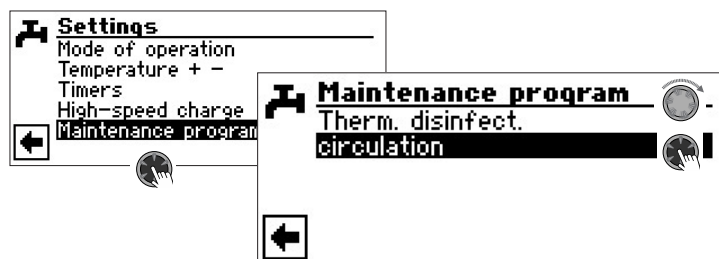 Settings
Mode of operation
Temperature + -
Timers
High-speed charge
Maintenance program
Maintenance program
Therm. disinfect.
circulation